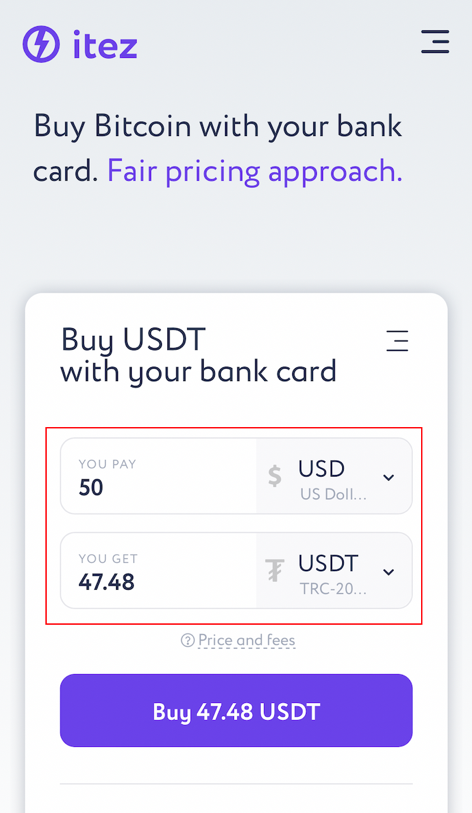 itez
Buy Bitcoin with your bank
card. Fair pricing approach.
Buy USDT
with your bank card
YOU PAY
50
$
USD
US Doll...
YOU GET
47.48
₮
USDT
TRC-20...
? Price and fees
Buy 47.48 USDT